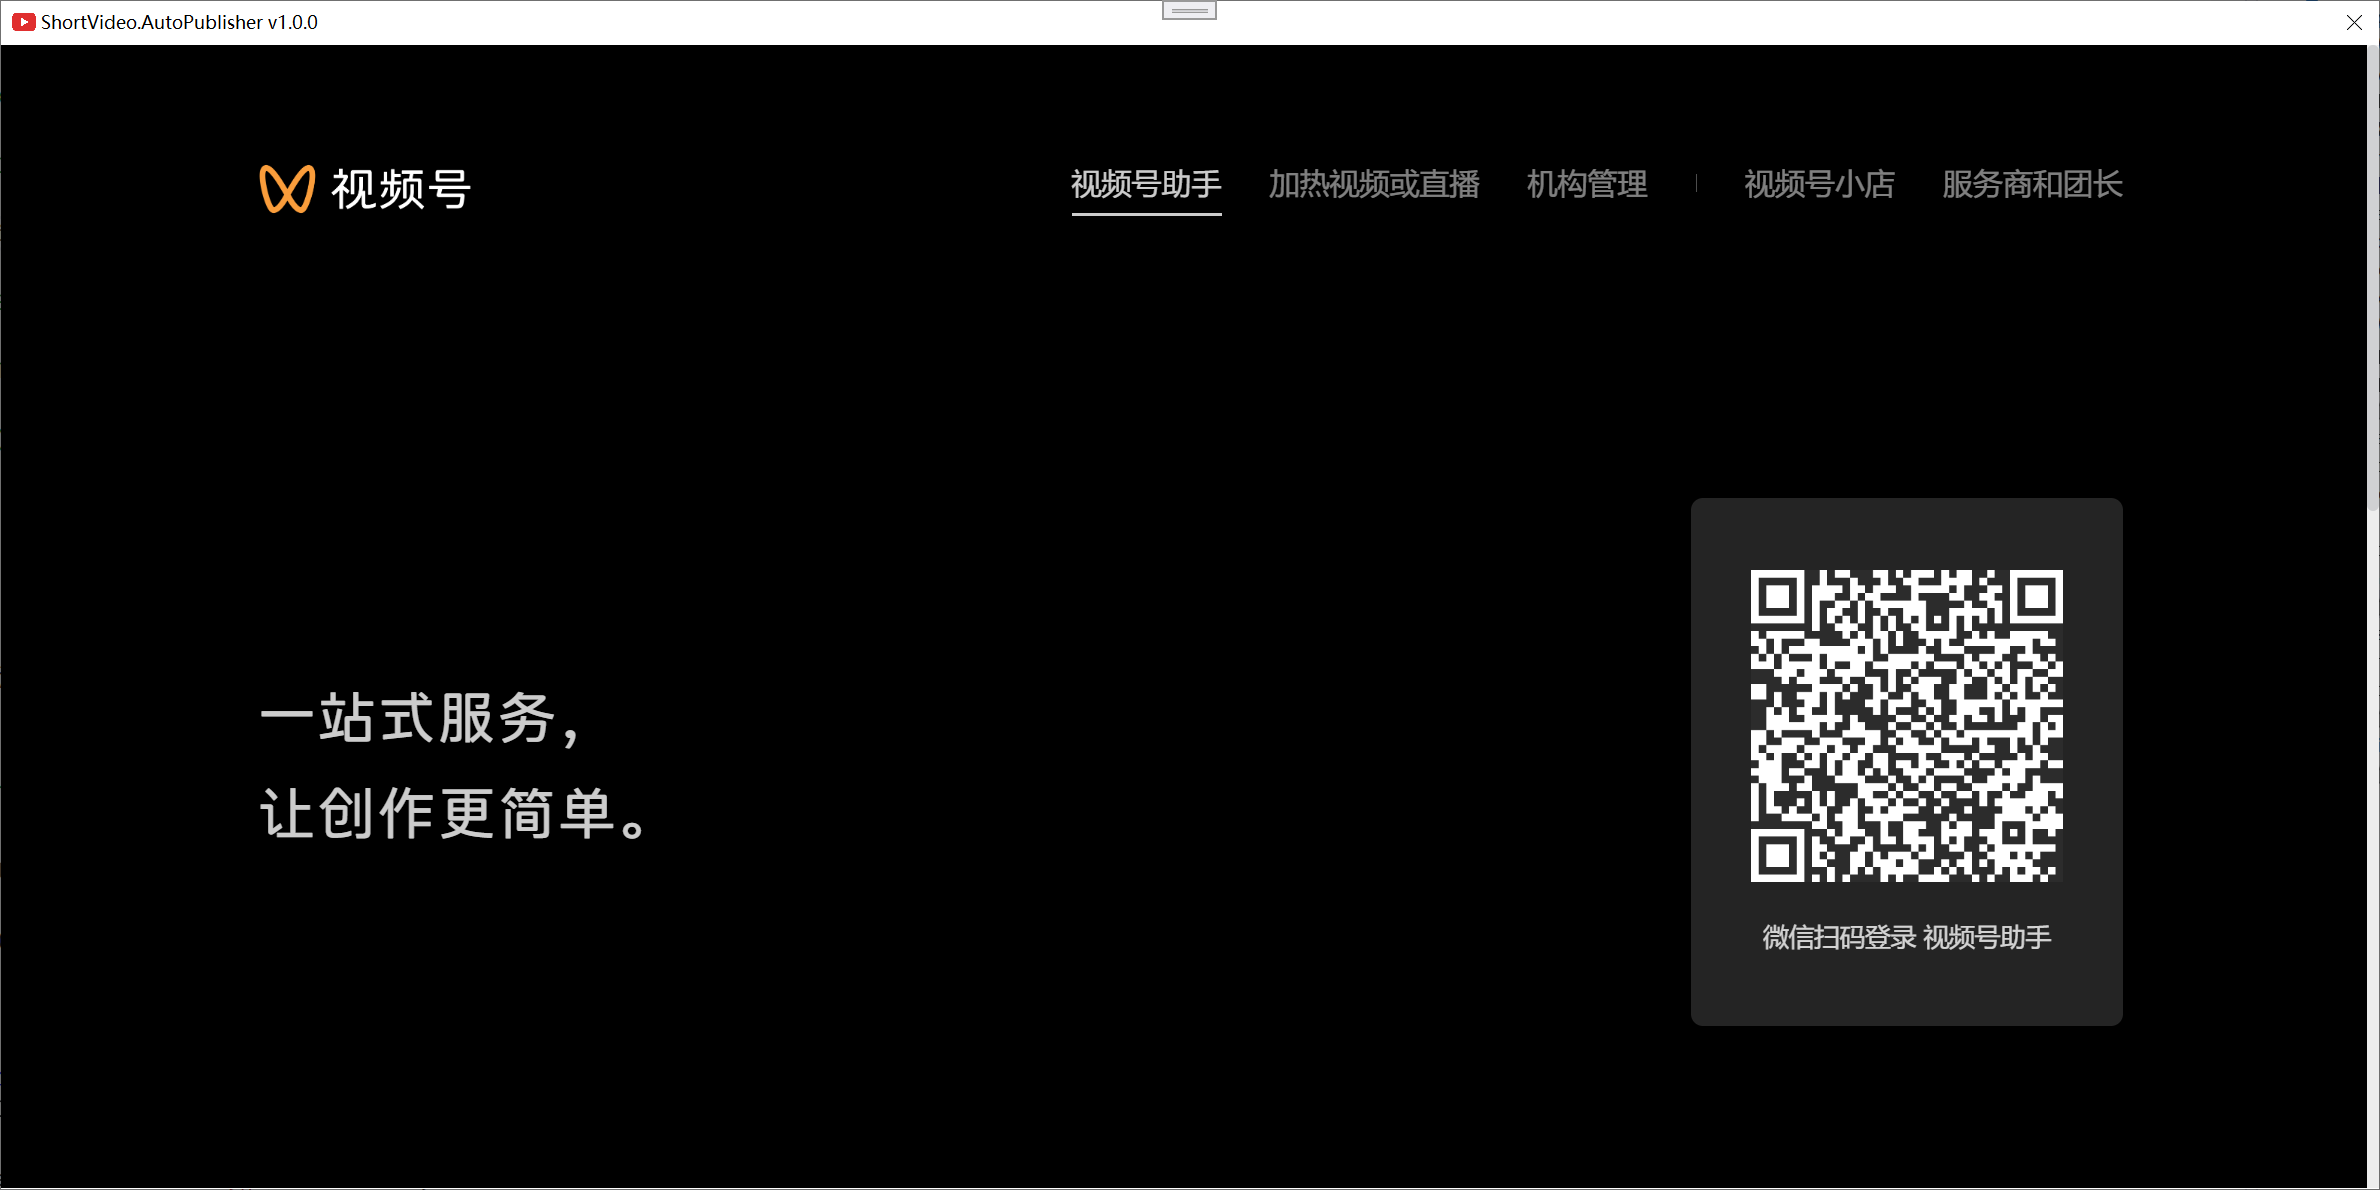 ShortVideo.AutoPublisher v1.0.0
视频号
视频号助手 加热视频或直播 机构管理 | 视频号小店 服务商和团长
一站式服务，
让创作更简单。
微信扫码登录 视频号助手